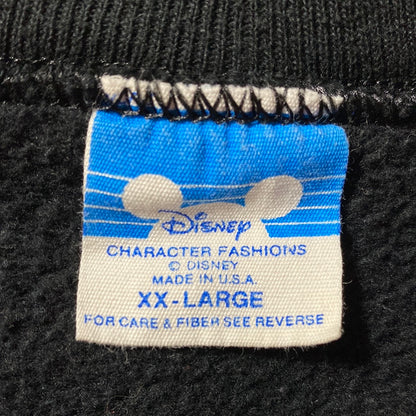 Disney
CHARACTER FASHIONS
© DISNEY
MADE IN U.S.A.
XX-LARGE
FOR CARE & FIBER SEE REVERSE